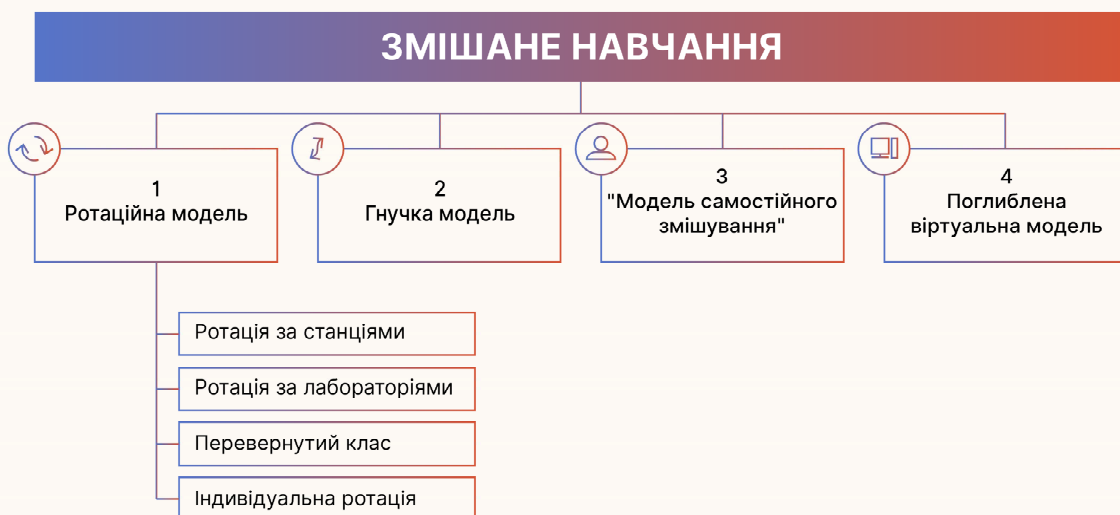 ЗМІШАНЕ НАВЧАННЯ
1
Ротаційна модель
2
Гнучка модель
3
"Модель самостійного
змішування"
4
Поглиблена
віртуальна модель
Ротація за станціями
Ротація за лабораторіями
Перевернутий клас
Індивідуальна ротація